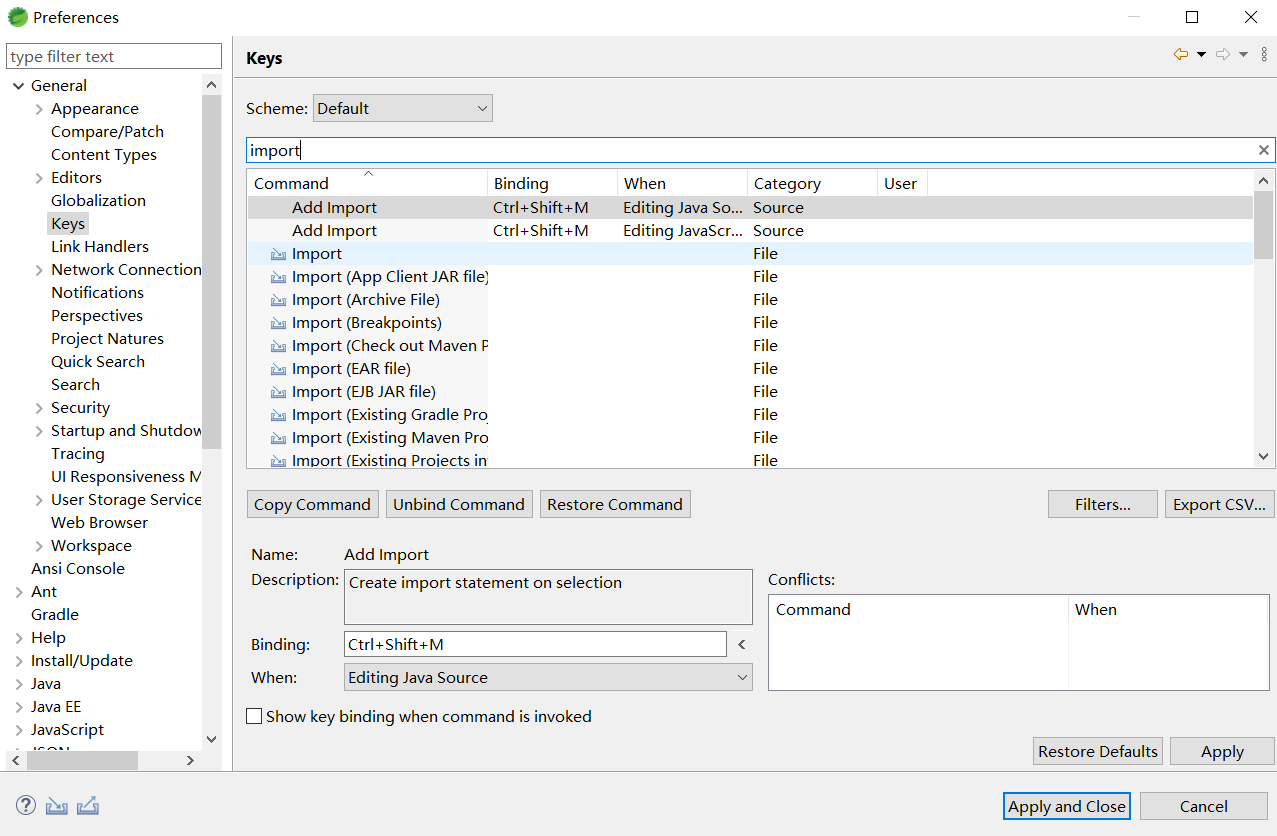 Preferences
type filter text
General
Appearance
Compare/Patch
Content Types
Editors
Globalization
Keys
Link Handlers
Network Connection
Notifications
Perspectives
Project Natures
Quick Search
Search
Security
Startup and Shutdow
Tracing
UI Responsiveness M
User Storage Service
Web Browser
Workspace
Ansi Console
Ant
Gradle
Help
Install/Update
Java
Java EE
JavaScript
JSON
Keys
Scheme: Default
import
Command Binding When Category User
Add Import Ctrl+Shift+M Editing Java So... Source
Add Import Ctrl+Shift+M Editing JavaScr... Source
Import File
Import (App Client JAR file) File
Import (Archive File) File
Import (Breakpoints) File
Import (Check out Maven P File
Import (EAR file) File
Import (EJB JAR file) File
Import (Existing Gradle Pro File
Import (Existing Maven Pro File
Import (Existing Projects in File
Copy Command Unbind Command Restore Command Filters... Export CSV...
Name: Add Import
Description: Create import statement on selection
Binding: Ctrl+Shift+M
When: Editing Java Source
Conflicts:
Command When
Show key binding when command is invoked
Restore Defaults Apply
Apply and Close Cancel